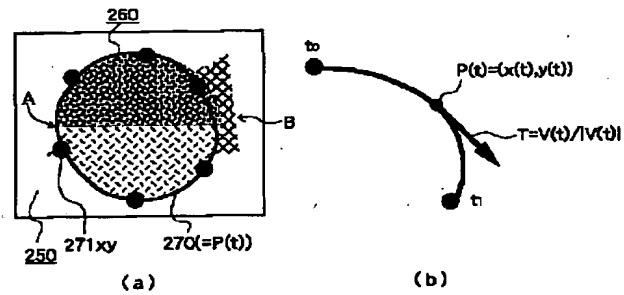 260
A
B
271xy
250
270(=P(t))
(a)
t0
P(t)=(x(t),y(t))
T=V(t)/|V(t)|
t1
(b)